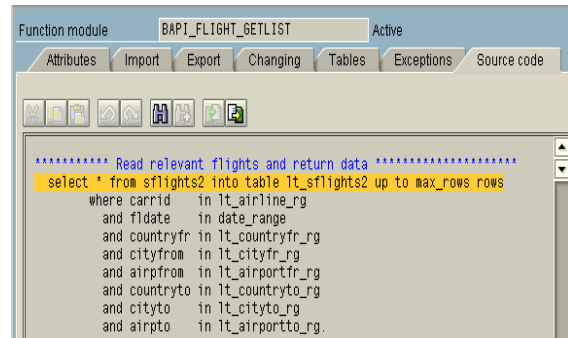 Function module BAPI_FLIGHT_GETLIST Active
Attributes Import Export Changing Tables Exceptions Source code
*********** Read relevant flights and return data *********************
select * from sflights2 into table lt_sflights2 up to max_rows rows
where carrid in lt_airline_rg
and fldate in date_range
and countryfr in lt_countryfr_rg
and cityfrom in lt_cityfr_rg
and airpfrom in lt_airportfr_rg
and countryto in lt_countryto_rg
and cityto in lt_cityto_rg
and airpto in lt_airportto_rg.